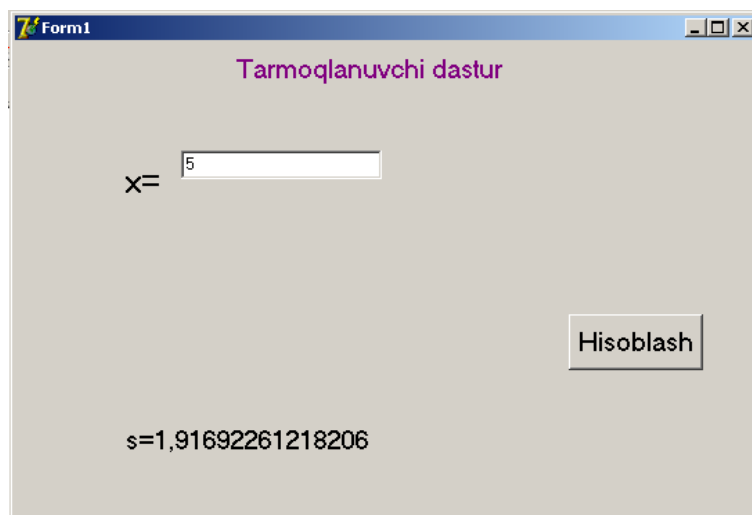 Form1
Tarmoqlanuvchi dastur
x= 5
Hisoblash
s=1,91692261218206